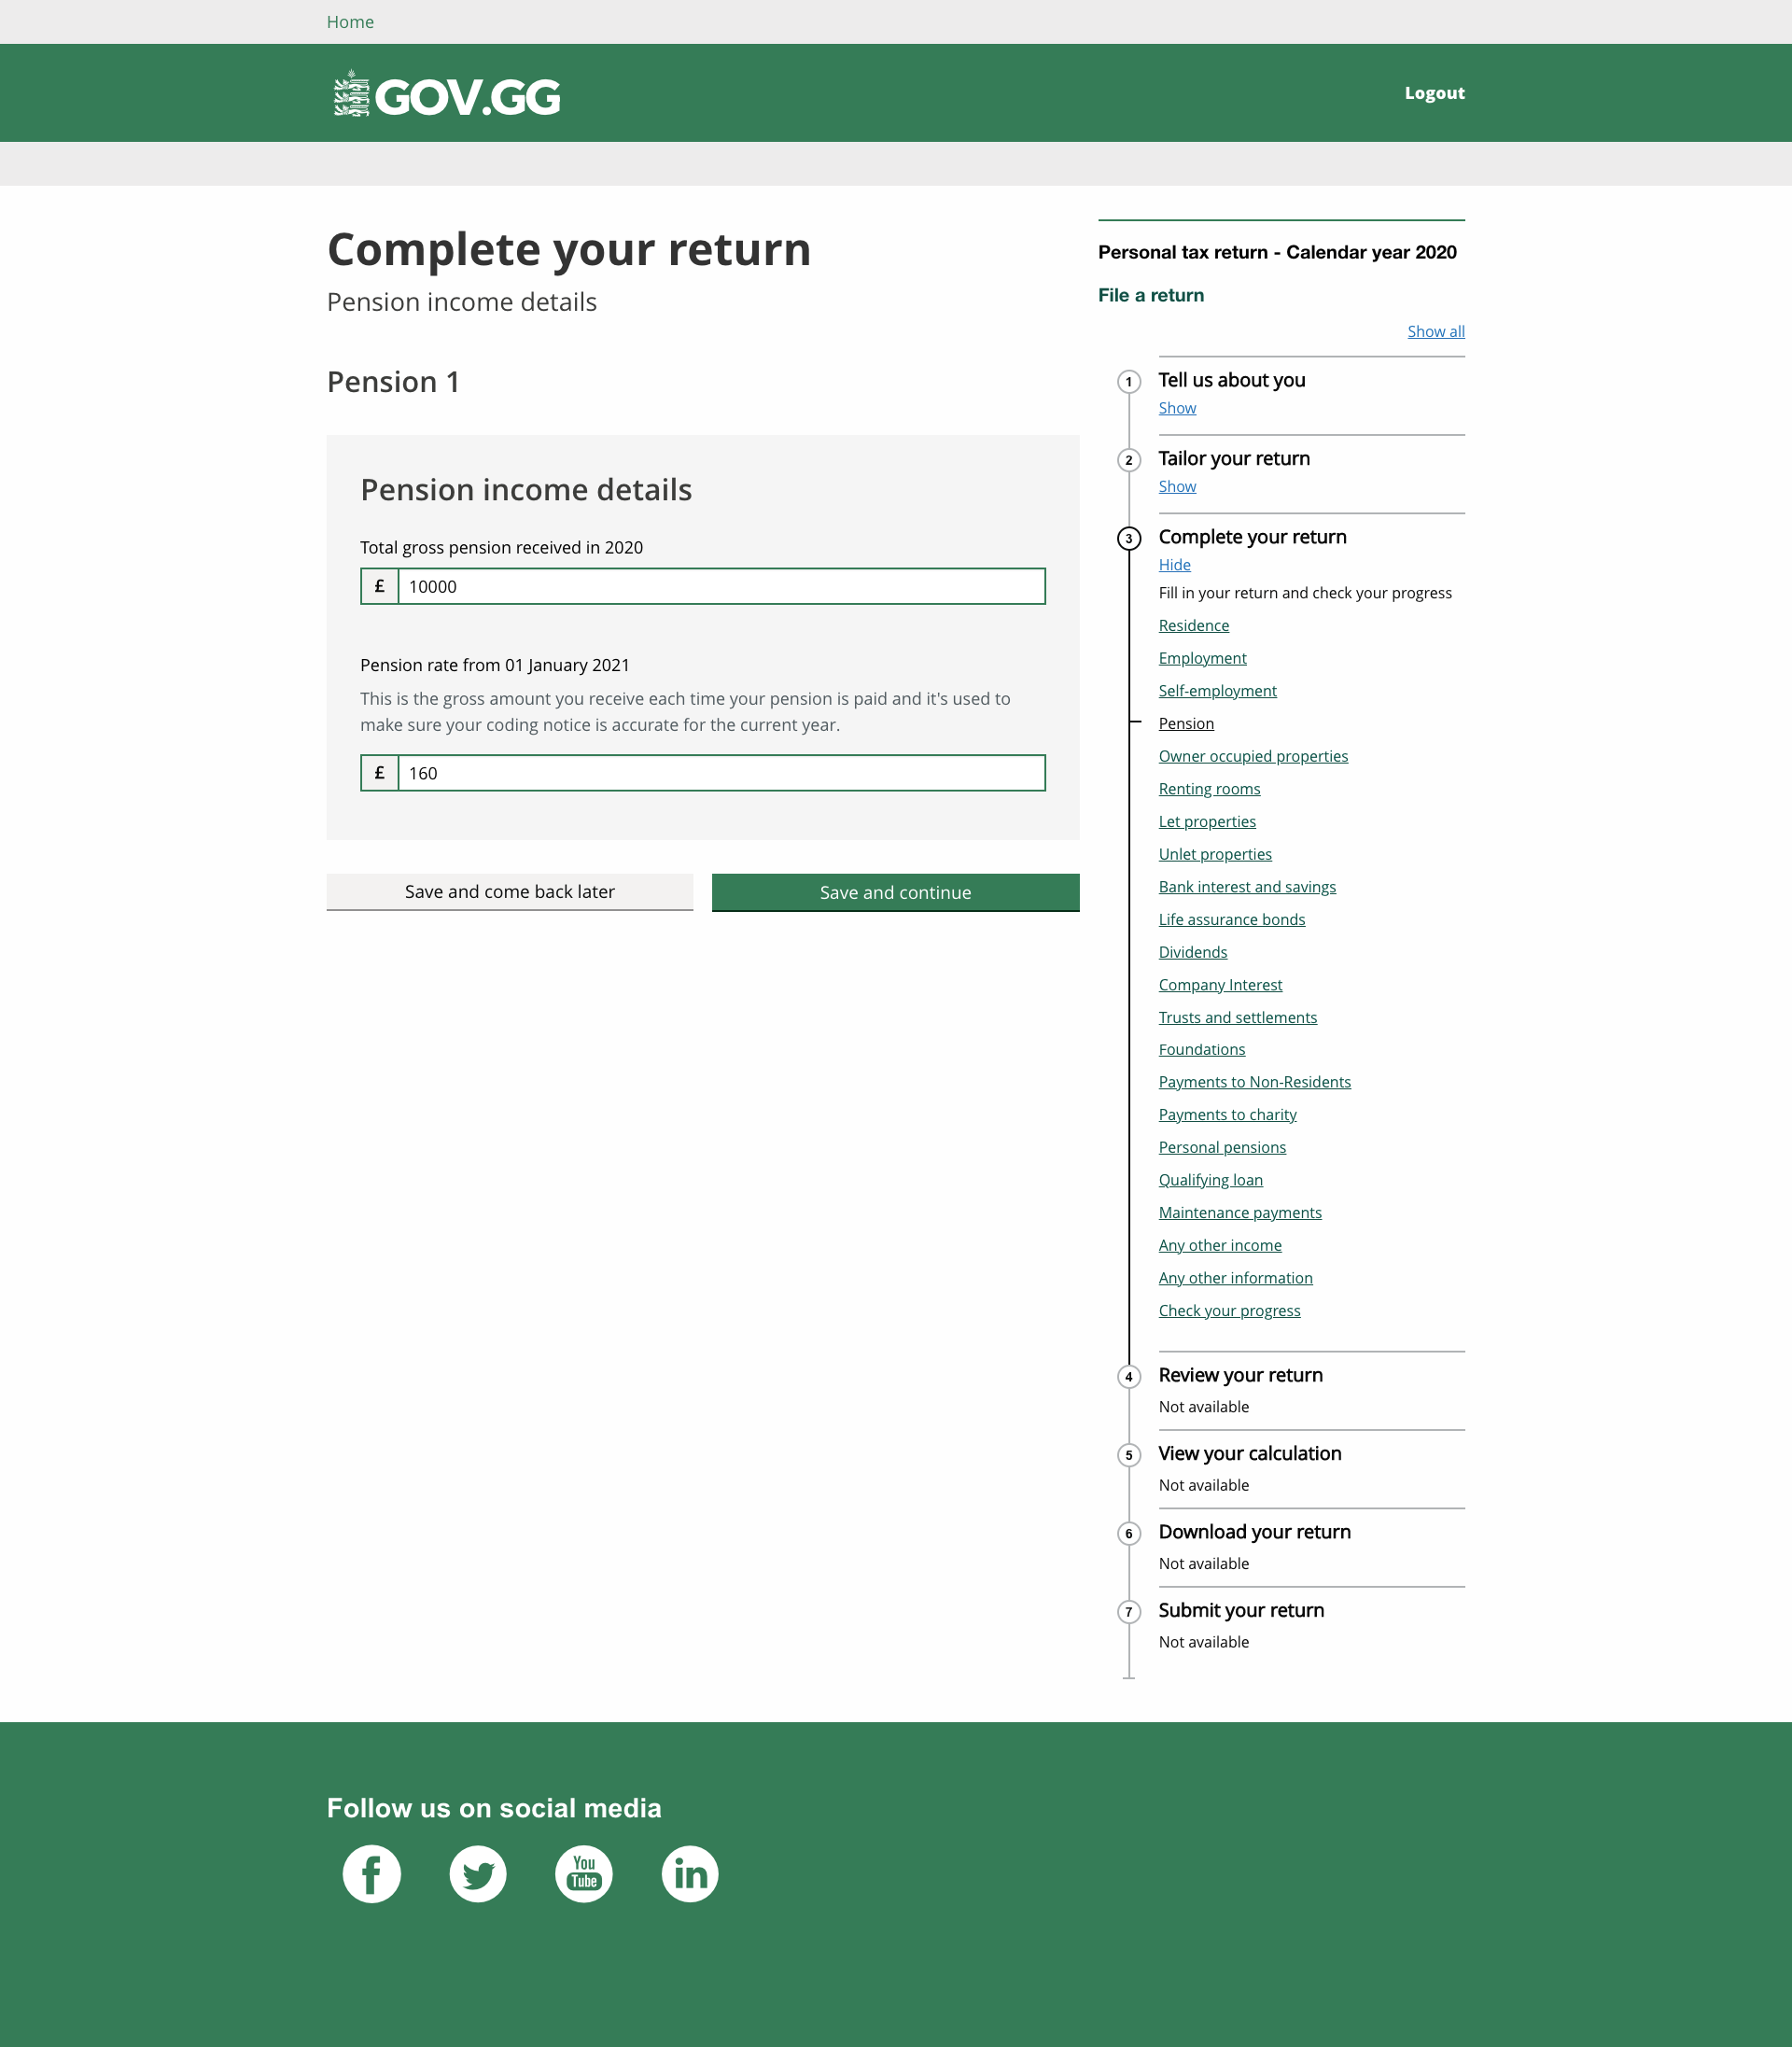 Home
GOV.GG
Logout
Complete your return
Pension income details
Pension 1
Pension income details
Total gross pension received in 2020
£ 10000
Pension rate from 01 January 2021
This is the gross amount you receive each time your pension is paid and it's used to
make sure your coding notice is accurate for the current year.
£ 160
Save and come back later
Save and continue
Personal tax return - Calendar year 2020
File a return
Show all
1 Tell us about you
Show
2 Tailor your return
Show
3 Complete your return
Hide
Fill in your return and check your progress
Residence
Employment
Self-employment
Pension
Owner occupied properties
Renting rooms
Let properties
Unlet properties
Bank interest and savings
Life assurance bonds
Dividends
Company Interest
Trusts and settlements
Foundations
Payments to Non-Residents
Payments to charity
Personal pensions
Qualifying loan
Maintenance payments
Any other income
Any other information
Check your progress
4 Review your return
Not available
5 View your calculation
Not available
6 Download your return
Not available
7 Submit your return
Not available
Follow us on social media
f
You
Tube
in